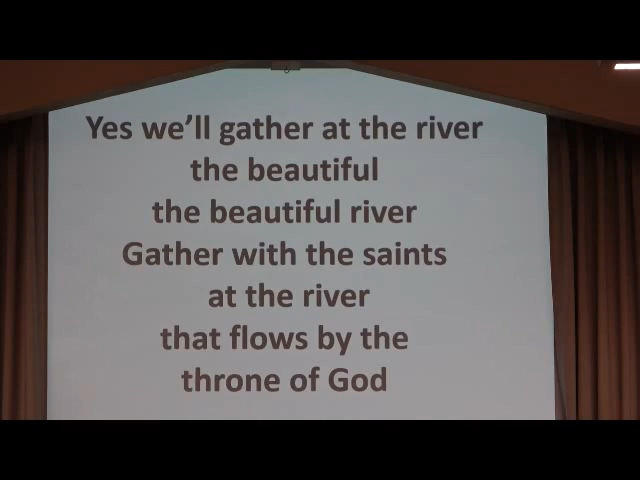 Yes we’ll gather at the river
the beautiful
the beautiful river
Gather with the saints
at the river
that flows by the
throne of God